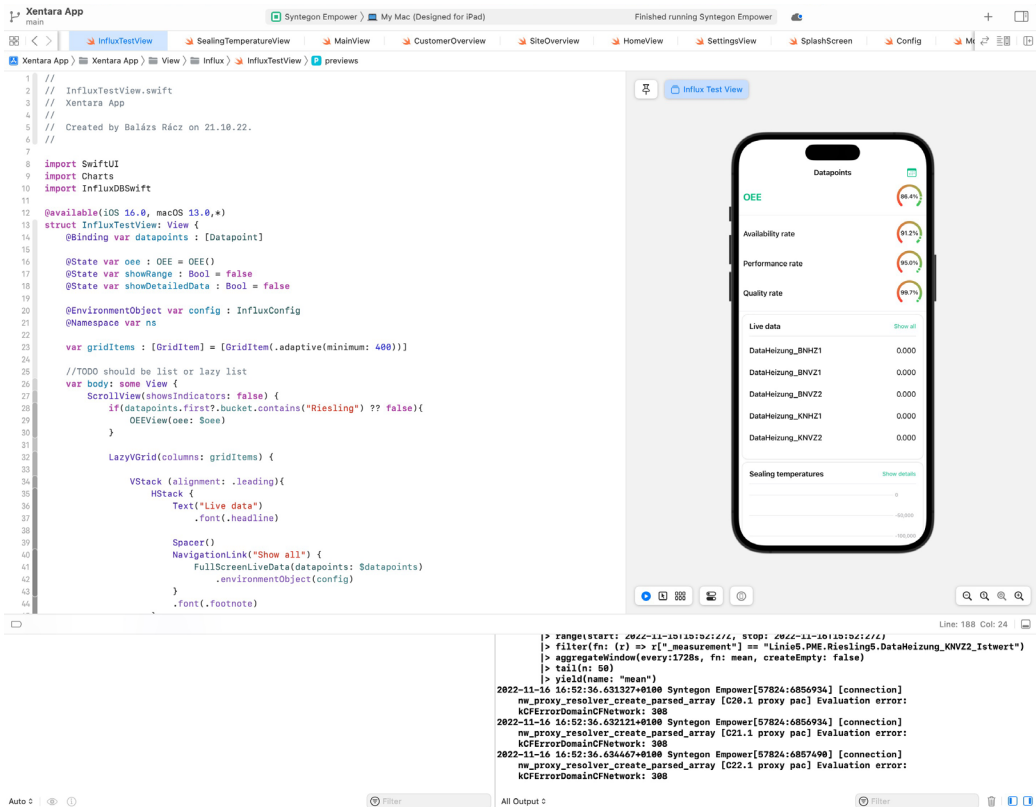 Xentara App
main
Syntegon Empower 〉 My Mac (Designed for iPad)
Finished running Syntegon Empower
InfluxTestView
SealingTemperatureView
MainView
CustomerOverview
SiteOverview
HomeView
SettingsView
SplashScreen
Config
Xentara App 〉 Xentara App 〉 View 〉 Influx 〉 InfluxTestView 〉 P previews
1 //
2 //  InfluxTestView.swift
3 //  Xentara App
4 //
5 //  Created by Balázs Rácz on 21.10.22.
6 //
7
8 import SwiftUI
9 import Charts
10 import InfluxDBSwift
11
12 @available(iOS 16.0, macOS 13.0,*)
13 struct InfluxTestView: View {
14     @Binding var datapoints : [Datapoint]
15
16     @State var oee : OEE = OEE()
17     @State var showRange : Bool = false
18     @State var showDetailedData : Bool = false
19
20     @EnvironmentObject var config : InfluxConfig
21     @Namespace var ns
22
23     var gridItems : [GridItem] = [GridItem(.adaptive(minimum: 400))]
24
25     //TODO should be list or lazy list
26     var body: some View {
27         ScrollView(showsIndicators: false) {
28             if(datapoints.first?.bucket.contains("Riesling") ?? false){
29                 OEEView(oee: $oee)
30             }
31
32             LazyVGrid(columns: gridItems) {
33
34                 VStack (alignment: .leading){
35                     HStack {
36                         Text("Live data")
37                             .font(.headline)
38
39                         Spacer()
40                         NavigationLink("Show all") {
41                             FullScreenLiveData(datapoints: $datapoints)
42                                 .environmentObject(config)
43                         }
44                         .font(.footnote)
Influx Test View
Datapoints
OEE
86.4%
Availability rate
91.2%
Performance rate
95.0%
Quality rate
99.7%
Live data
Show all
DataHeizung_BNHZ1 0.000
DataHeizung_BNVZ1 0.000
DataHeizung_BNVZ2 0.000
DataHeizung_KNHZ1 0.000
DataHeizung_KNVZ2 0.000
Sealing temperatures
Show details
0
-50,000
-100,000
Line: 188 Col: 24
|> range(start: 2022-11-15T15:52:27Z, stop: 2022-11-16T15:52:27Z)
|> filter(fn: (r) => r["_measurement"] == "Linie5.PME.Riesling5.DataHeizung_KNVZ2_Istwert")
|> aggregateWindow(every:1728s, fn: mean, createEmpty: false)
|> tail(n: 50)
|> yield(name: "mean")
2022-11-16 16:52:36.631327+0100 Syntegon Empower[57824:6856934] [connection]
nw_proxy_resolver_create_parsed_array [C20.1 proxy pac] Evaluation error:
kCFErrorDomainCFNetwork: 308
2022-11-16 16:52:36.632121+0100 Syntegon Empower[57824:6856934] [connection]
nw_proxy_resolver_create_parsed_array [C21.1 proxy pac] Evaluation error:
kCFErrorDomainCFNetwork: 308
2022-11-16 16:52:36.634467+0100 Syntegon Empower[57824:6857490] [connection]
nw_proxy_resolver_create_parsed_array [C22.1 proxy pac] Evaluation error:
kCFErrorDomainCFNetwork: 308
Auto
Filter
All Output
Filter